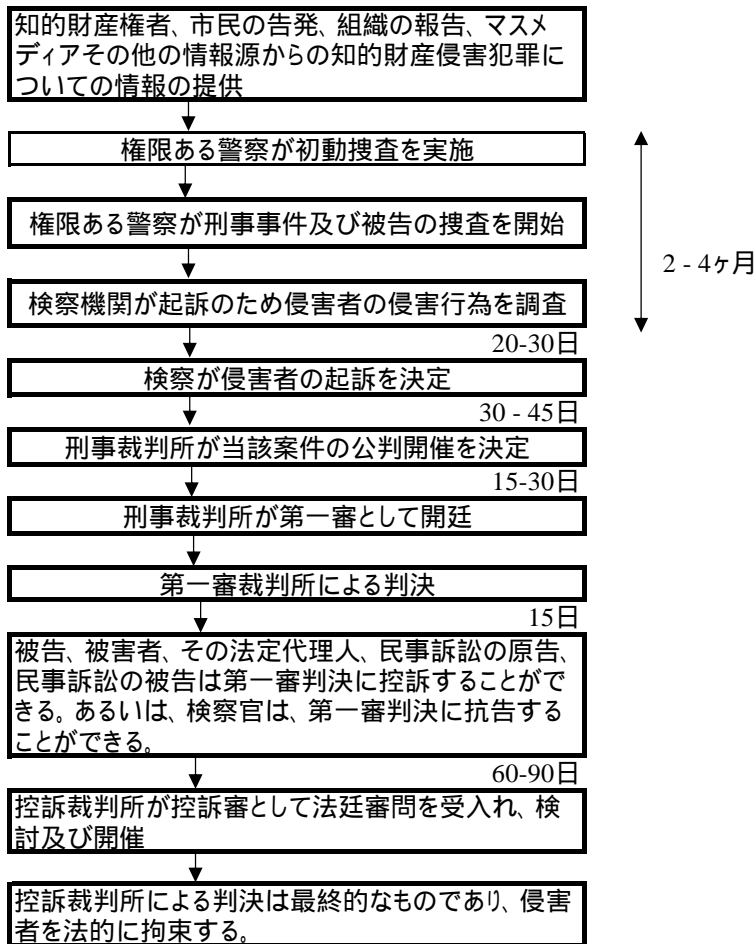 知的財産権者、市民の告発、組織の報告、マスメ
ディアその他の情報源からの知的財産侵害犯罪に
ついての情報の提供
権限ある警察が初動捜査を実施
権限ある警察が刑事事件及び被告の捜査を開始
2 - 4ヶ月
検察機関が起訴のため侵害者の侵害行為を調査
20-30日
検察が侵害者の起訴を決定
30 - 45日
刑事裁判所が当該案件の公判開催を決定
15-30日
刑事裁判所が第一審として開廷
第一審裁判所による判決
15日
被告、被害者、その法定代理人、民事訴訟の原告、
民事訴訟の被告は第一審判決に控訴することがで
きる。あるいは、検察官は、第一審判決に抗告する
ことができる。
60-90日
控訴裁判所が控訴審として法廷審問を受入れ、検
討及び開催
控訴裁判所による判決は最終的なものであり、侵害
者を法的に拘束する。